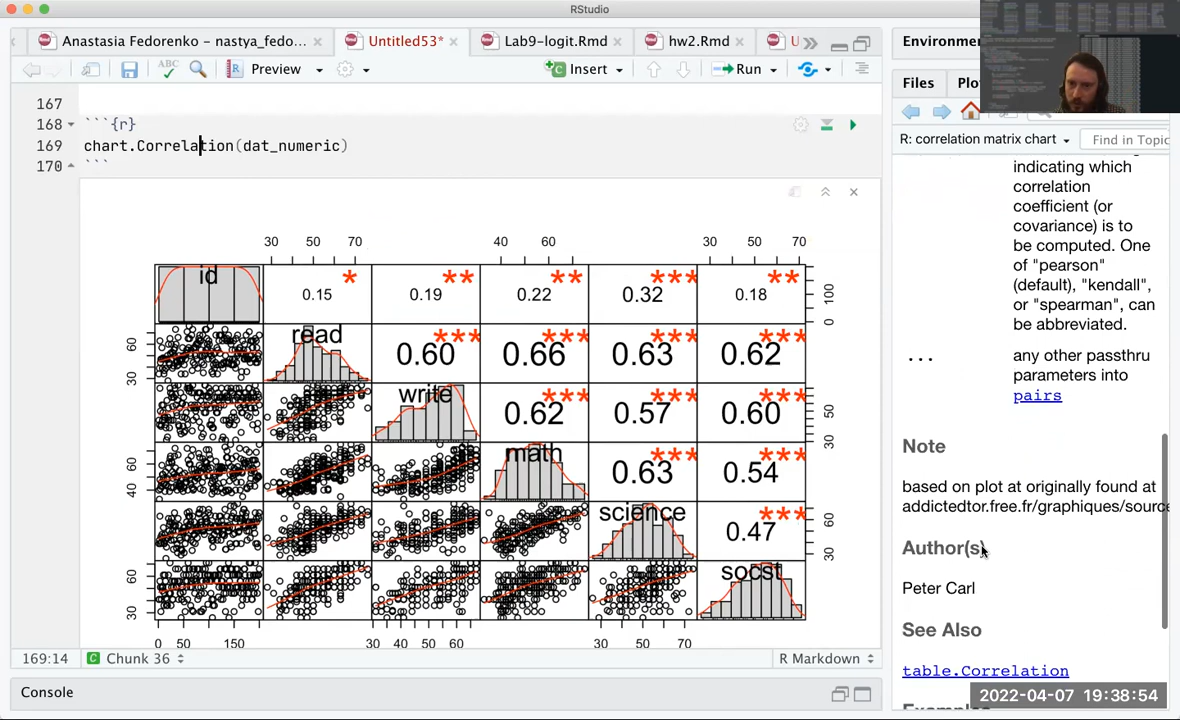 RStudio
Anastasia Fedorenko – nastya_fedo...
Untitled53*
Lab9-logit.Rmd
hw2.Rmd
U
Environmen
ABC
Preview
Insert
Run
Files
Plo
R: correlation matrix chart
Find in Topic
167
168
```{r}
169
chart.Correlation(dat_numeric)
170
```
30 50 70
40 60
30 50 70
id
0.15 *
0.19 **
0.22 **
0.32 ***
0.18 **
0 100
read
0.60 ***
0.66 ***
0.63 ***
0.62 ***
30 60
write
0.62 ***
0.57 ***
0.60 ***
30 50
math
0.63 ***
0.54 ***
40 60
science
0.47 ***
30 60
socst
30 60
0 50 150
30 40 50 60
30 50 70
indicating which
correlation
coefficient (or
covariance) is to
be computed. One
of "pearson"
(default), "kendall",
or "spearman", can
be abbreviated.
...
any other passthru
parameters into
pairs
Note
based on plot at originally found at
addictedtor.free.fr/graphiques/source
Author(s)
Peter Carl
See Also
table.Correlation
2022-04-07 19:38:54
169:14
Chunk 36
R Markdown
Console